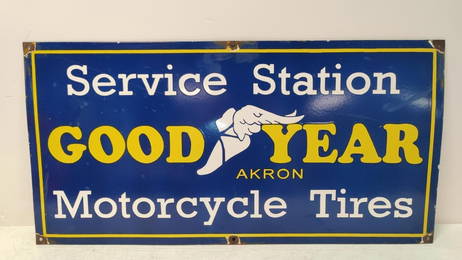 Service Station
GOOD YEAR
AKRON
Motorcycle Tires